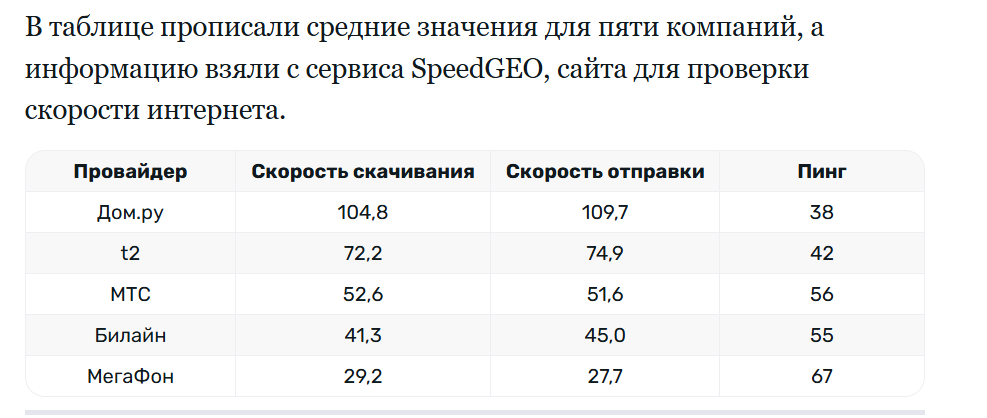 В таблице прописали средние значения для пяти компаний, а
информацию взяли с сервиса SpeedGEO, сайта для проверки
скорости интернета.
Провайдер Скорость скачивания Скорость отправки Пинг
Дом.ру 104,8 109,7 38
t2 72,2 74,9 42
МТС 52,6 51,6 56
Билайн 41,3 45,0 55
МегаФон 29,2 27,7 67